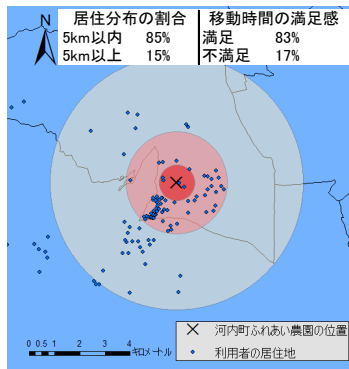 N
居住分布の割合 移動時間の満足感
5km以内 85% 満足 83%
5km以上 15% 不満足 17%
河内町ふれあい農園の位置
利用者の居住地
0 0.5 1 2 3 4 キロメートル